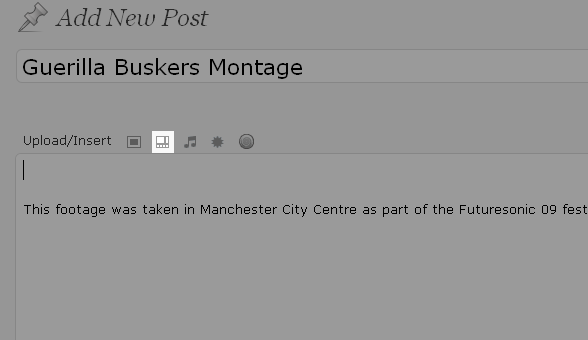 Add New Post
Guerilla Buskers Montage
Upload/Insert
This footage was taken in Manchester City Centre as part of the Futuresonic 09 fest